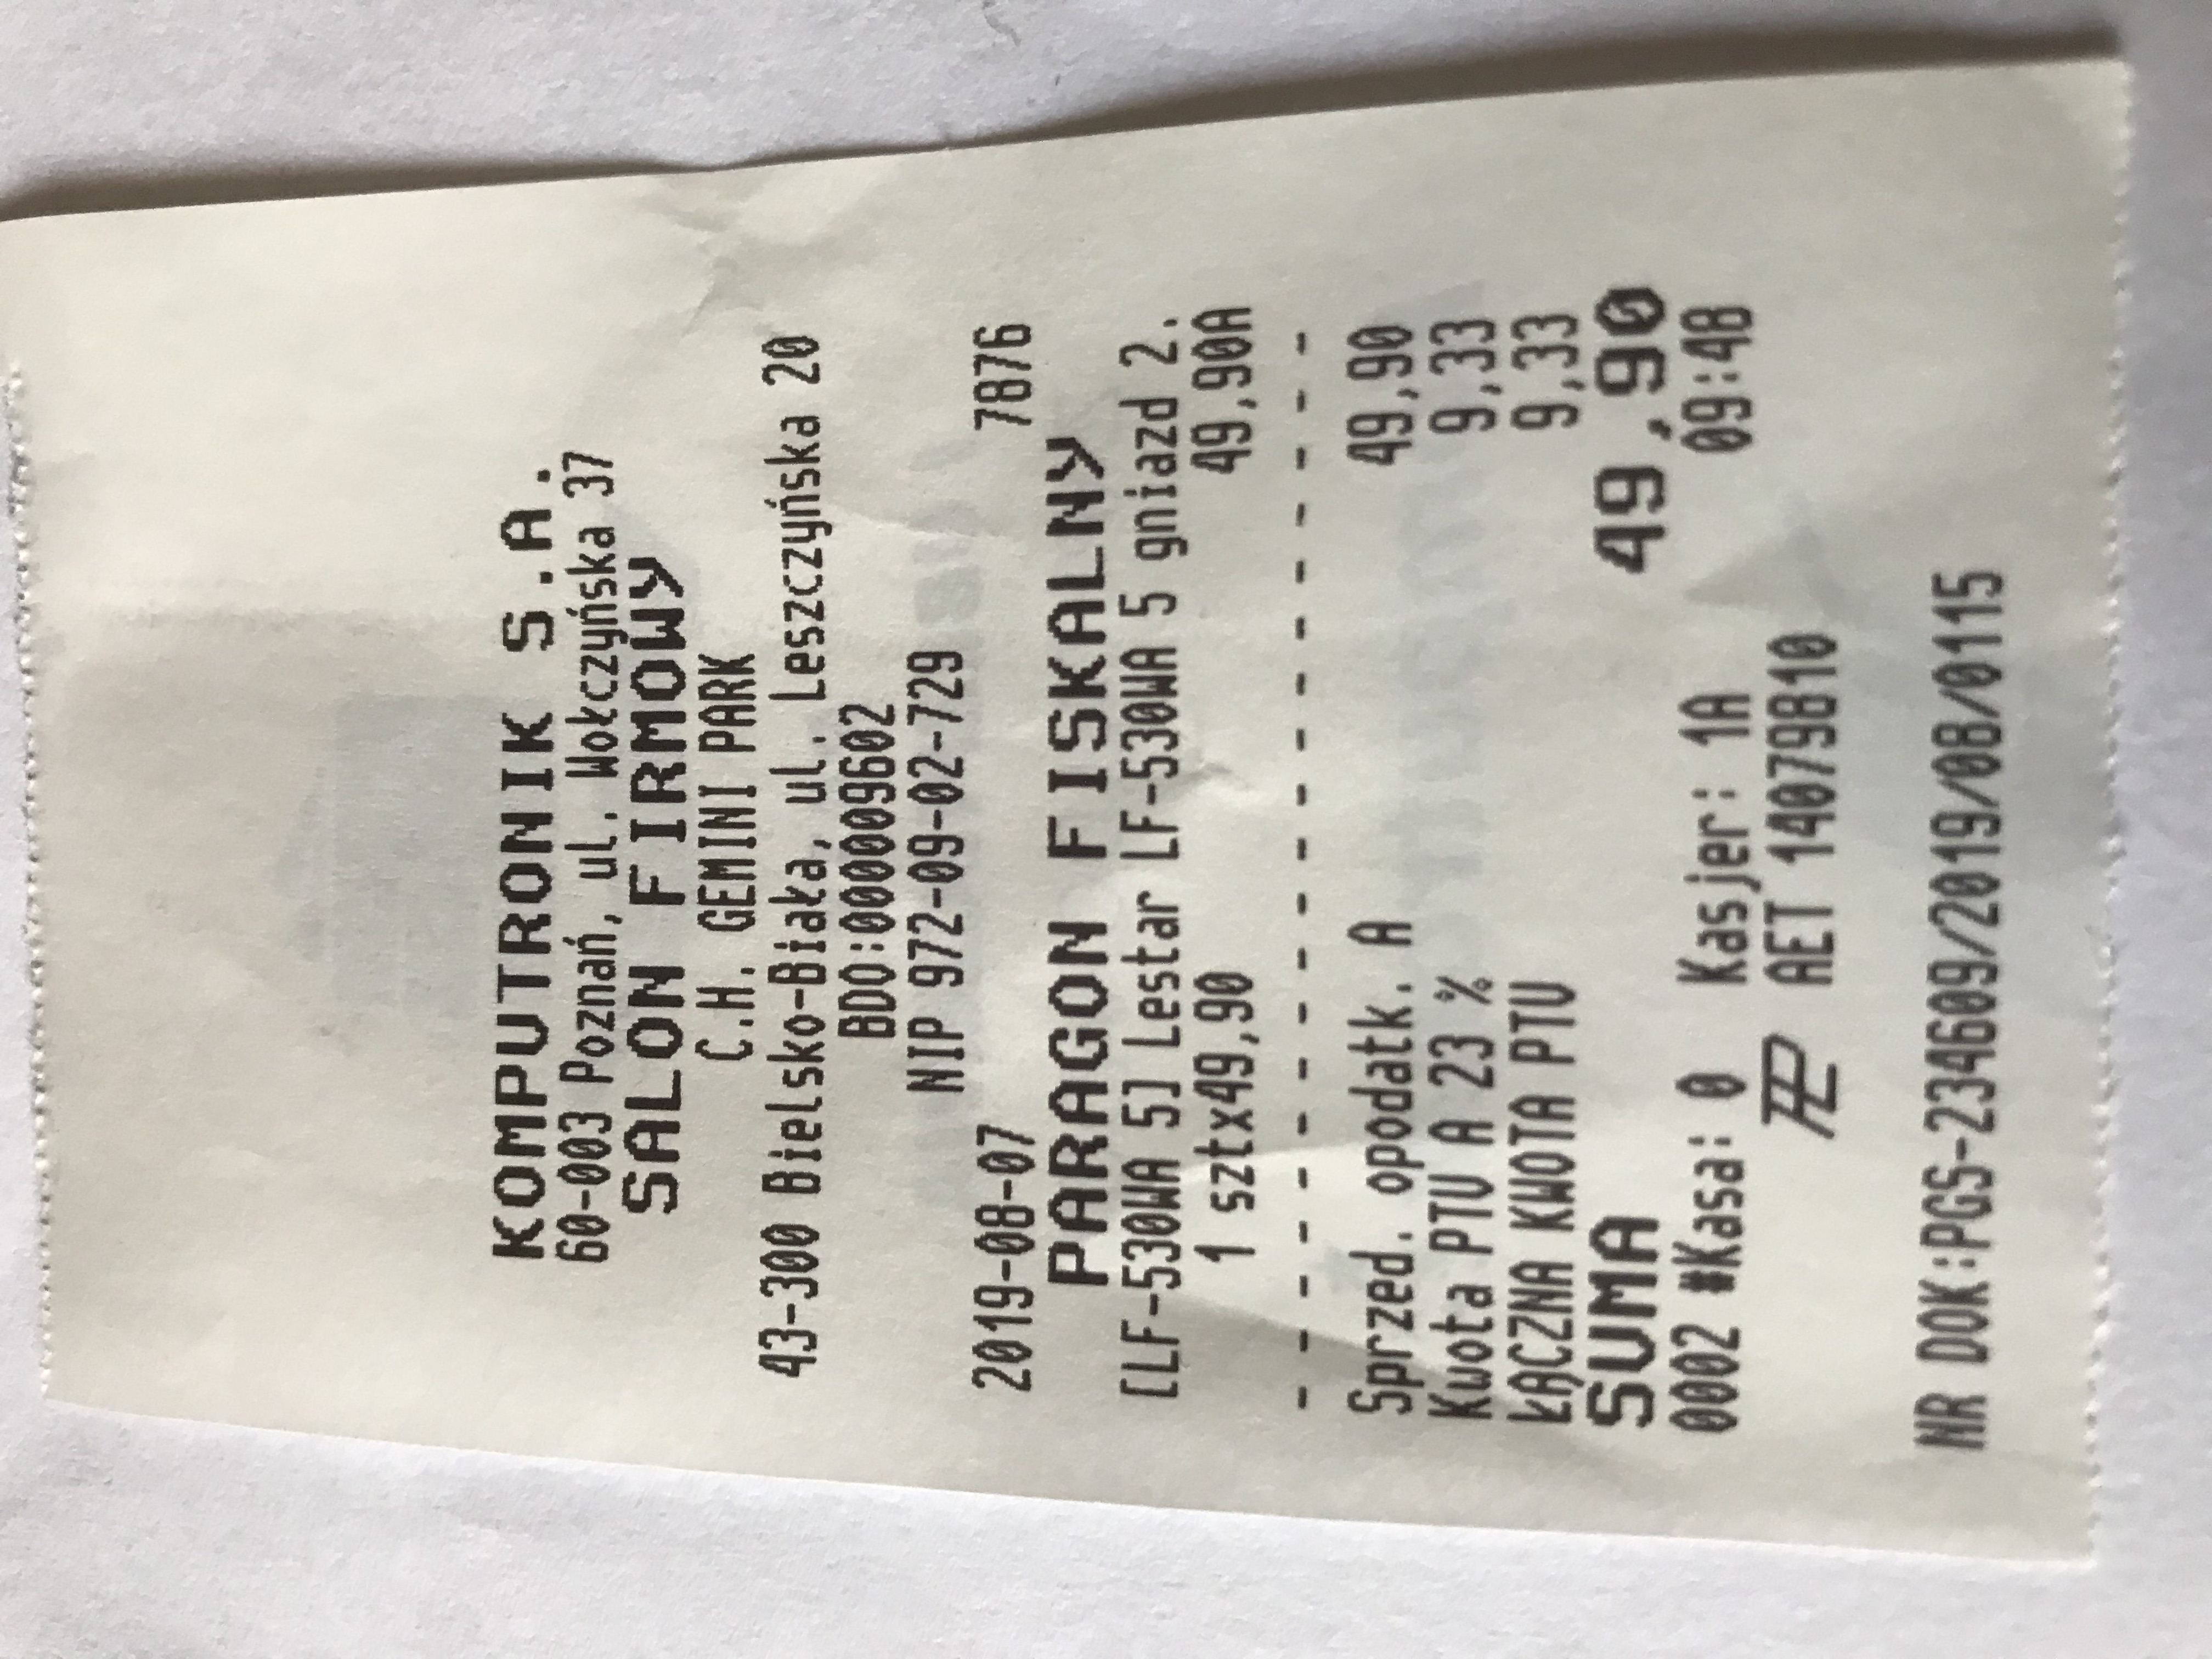 KOMPUTRONIK S.A.
60-003 Poznań, ul. Wołczyńska 37
SALON FIRMOWY
C.H. GEMINI PARK
43-300 Bielsko-Biała, ul. Leszczyńska 20
BDO:000009602
NIP 972-09-02-729
2019-08-07 7876
PARAGON FISKALNY
[LF-530WA 5] Lestar LF-530WA 5 gniazd 2.
1 sztx49,90 49,90A
- - - - - - - - - - - - - - - - - - - -
Sprzed. opodatk. A 49,90
Kwota PTU A 23 % 9,33
ŁĄCZNA KWOTA PTU 9,33
SUMA 49,90
0002 #Kasa: 0 Kasjer: 1A 09:48
AET 14079810
NR DOK:PGS-234609/2019/08/0115